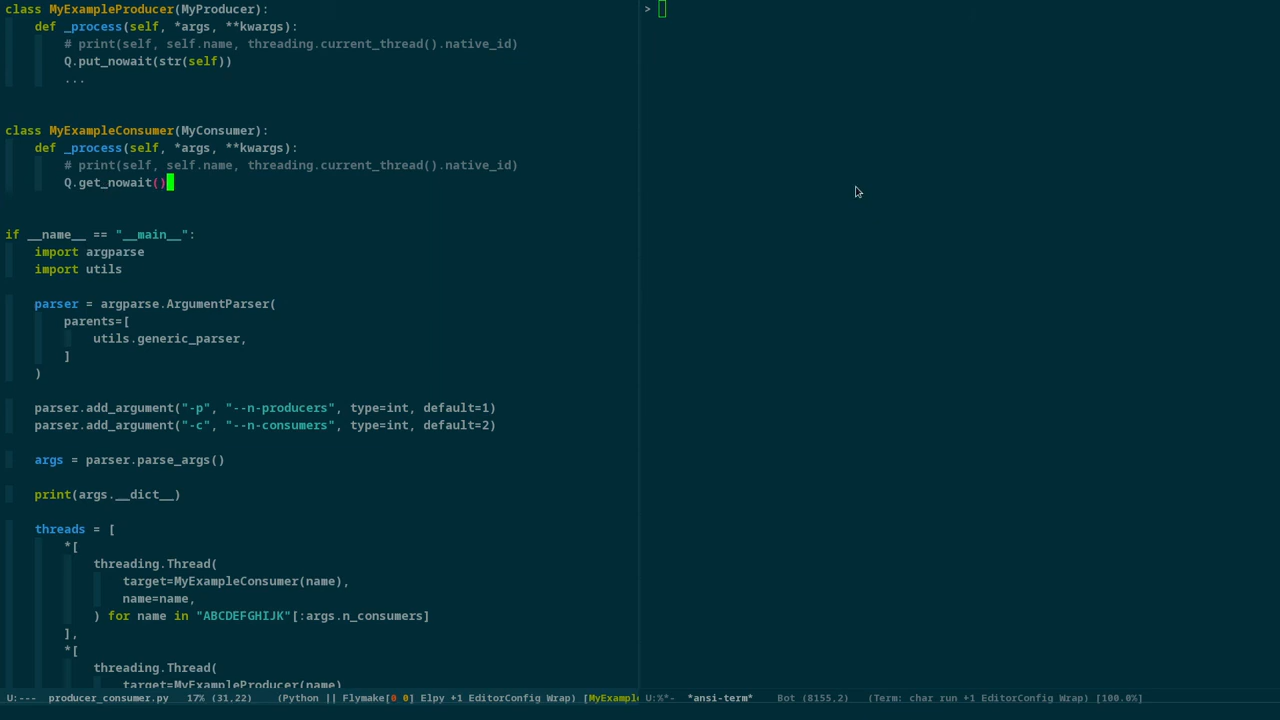 class MyExampleProducer(MyProducer):
    def _process(self, *args, **kwargs):
        # print(self, self.name, threading.current_thread().native_id)
        Q.put_nowait(str(self))
        ...
class MyExampleConsumer(MyConsumer):
    def _process(self, *args, **kwargs):
        # print(self, self.name, threading.current_thread().native_id)
        Q.get_nowait()
if __name__ == "__main__":
    import argparse
    import utils
    parser = argparse.ArgumentParser(
        parents=[
            utils.generic_parser,
        ]
    )
    parser.add_argument("-p", "--n-producers", type=int, default=1)
    parser.add_argument("-c", "--n-consumers", type=int, default=2)
    args = parser.parse_args()
    print(args.__dict__)
    threads = [
        *[
            threading.Thread(
                target=MyExampleConsumer(name),
                name=name,
            ) for name in "ABCDEFGHIJK"[:args.n_consumers]
        ],
        *[
            threading.Thread(
                target=MyExampleProducer(name)
U:---  producer_consumer.py   17% (31,22)    (Python || Flymake[0 0] Elpy +1 EditorConfig Wrap) [MyExample
>
U:%*-  *ansi-term*    Bot (8155,2)   (Term: char run +1 EditorConfig Wrap) [100.0%]